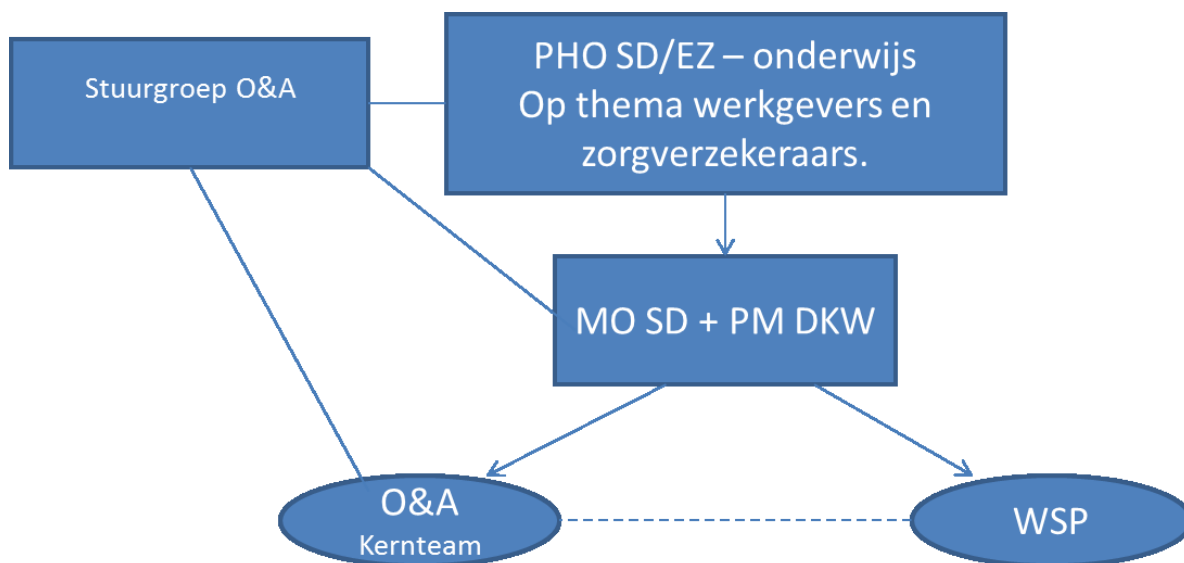 Stuurgroep O&A
PHO SD/EZ – onderwijs
Op thema werkgevers en
zorgverzekeraars.
MO SD + PM DKW
O&A
Kernteam
WSP